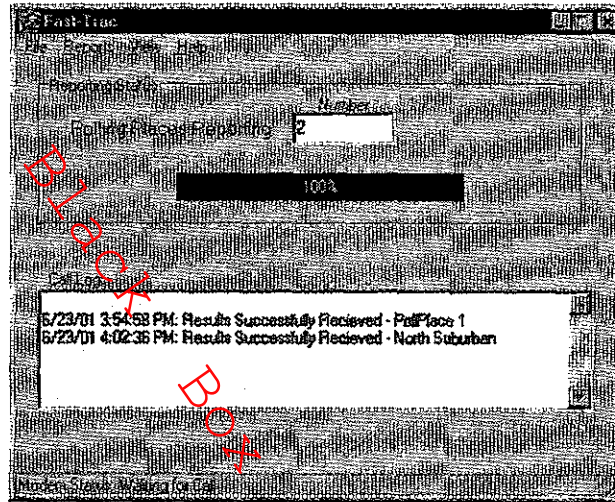 Fast-Trac
File Reports View Help
Reporting Status
Number
Polling Places Reporting 2
100%
Call Log
6/23/01 3:54:58 PM: Results Successfully Recieved - PollPlace 1
6/23/01 4:02:36 PM: Results Successfully Recieved - North Suburban
Modem Status: Waiting for Call
Black Box